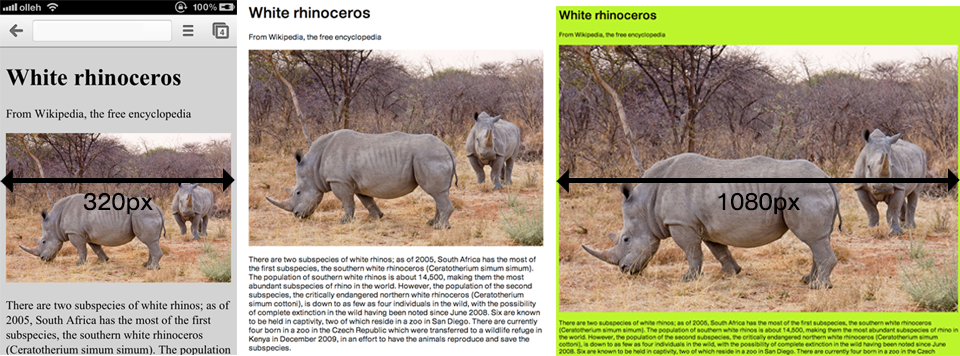 olleh
100%
4
White rhinoceros
From Wikipedia, the free encyclopedia
320px
There are two subspecies of white rhinos; as of
2005, South Africa has the most of the first
subspecies, the southern white rhinoceros
(Ceratotherium simum simum). The population
White rhinoceros
From Wikipedia, the free encyclopedia
There are two subspecies of white rhinos; as of 2005, South Africa has the most of
the first subspecies, the southern white rhinoceros (Ceratotherium simum simum).
The population of southern white rhinos is about 14,500, making them the most
abundant subspecies of rhino in the world. However, the population of the second
subspecies, the critically endangered northern white rhinoceros (Ceratotherium
simum cottoni), is down to as few as four individuals in the wild, with the possibility
of complete extinction in the wild having been noted since June 2008. Six are known
to be held in captivity, two of which reside in a zoo in San Diego. There are currently
four born in a zoo in the Czech Republic which were transferred to a wildlife refuge in
Kenya in December 2009, in an effort to have the animals reproduce and save the
subspecies.
White rhinoceros
From Wikipedia, the free encyclopedia
1080px
There are two subspecies of white rhinos; as of 2005, South Africa has the most of the first subspecies, the southern white rhinoceros
(Ceratotherium simum simum). The population of southern white rhinos is about 14,500, making them the most abundant subspecies of rhino in
the world. However, the population of the second subspecies, the critically endangered northern white rhinoceros (Ceratotherium simum
cottoni), is down to as few as four individuals in the wild, with the possibility of complete extinction in the wild having been noted since June
2008. Six are known to be held in captivity, two of which reside in a zoo in San Diego. There are currently four born in a zoo in the Czech